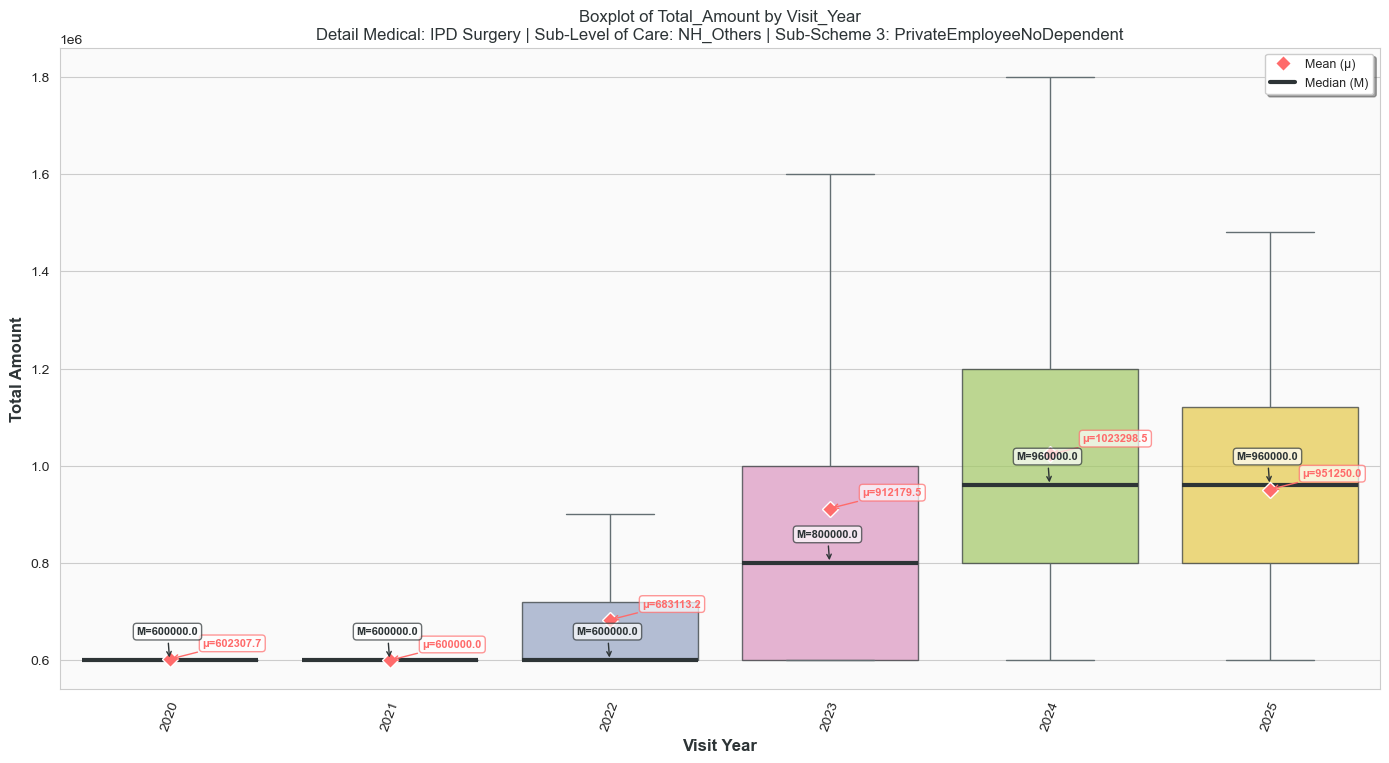 Boxplot of Total_Amount by Visit_Year
Detail Medical: IPD Surgery | Sub-Level of Care: NH_Others | Sub-Scheme 3: PrivateEmployeeNoDependent
1e6
Mean (μ)
Median (M)
1.8
1.6
1.4
1.2
1.0
0.8
0.6
Total Amount
M=600000.0
μ=602307.7
M=600000.0
μ=600000.0
M=600000.0
μ=683113.2
M=800000.0
μ=912179.5
M=960000.0
μ=1023298.5
M=960000.0
μ=951250.0
2020
2021
2022
2023
2024
2025
Visit Year